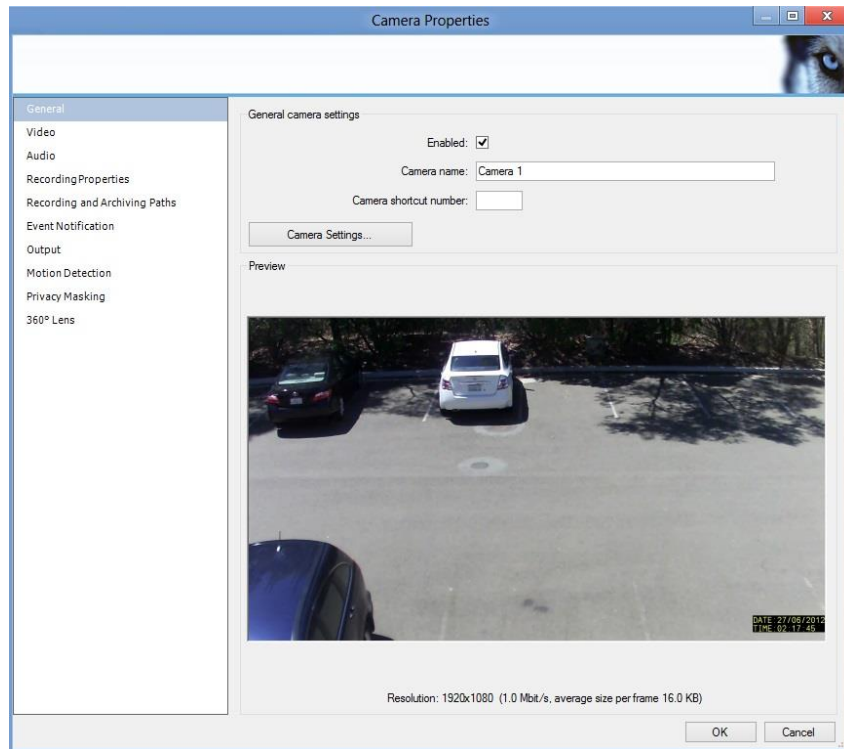 Camera Properties
General
Video
Audio
Recording Properties
Recording and Archiving Paths
Event Notification
Output
Motion Detection
Privacy Masking
360º Lens
General camera settings
Enabled:
Camera name: Camera 1
Camera shortcut number:
Camera Settings...
Preview
DATE:27/06/2012
TIME:02:17:45
Resolution: 1920x1080 (1.0 Mbit/s, average size per frame 16.0 KB)
OK Cancel